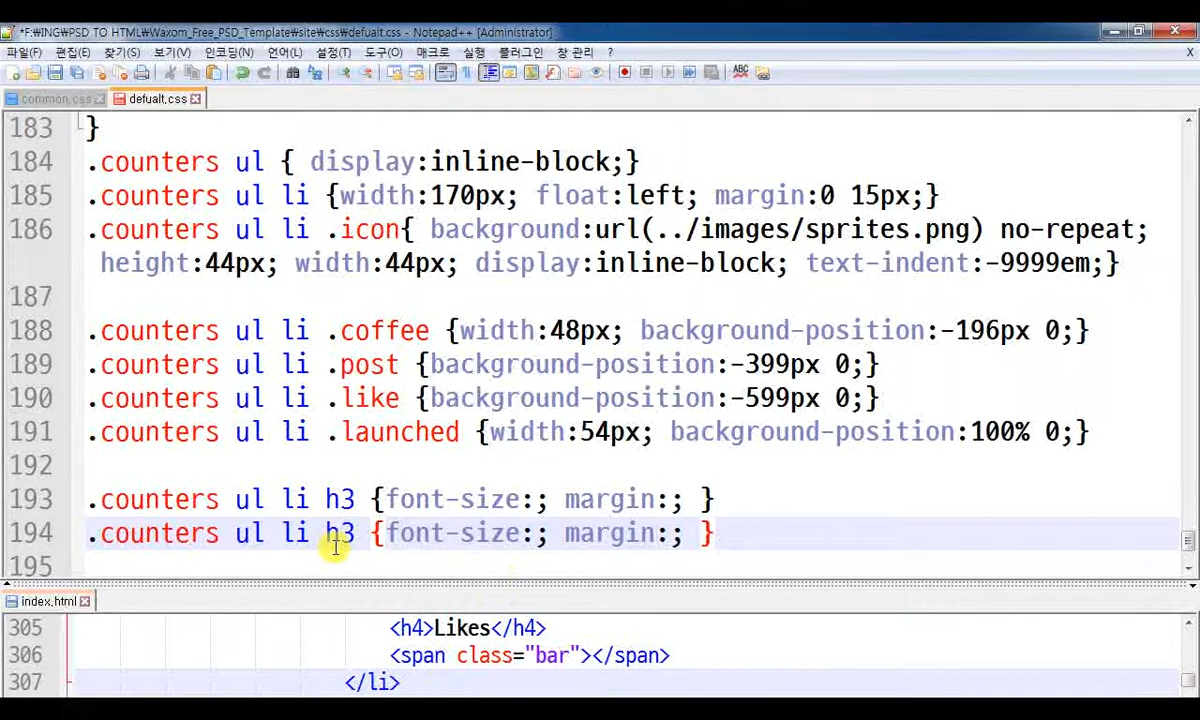 *F:₩ING₩PSD TO HTML₩Waxom_Free_PSD_Template₩site₩css₩defualt.css - Notepad++ [Administrator]
파일(F) 편집(E) 찾기(S) 보기(V) 인코딩(N) 언어(L) 설정(T) 도구(O) 매크로 실행 플러그인 창 관리 ? X
ABC
common.css defualt.css
183 }
184 .counters ul { display:inline-block;}
185 .counters ul li {width:170px; float:left; margin:0 15px;}
186 .counters ul li .icon{ background:url(../images/sprites.png) no-repeat;
height:44px; width:44px; display:inline-block; text-indent:-9999em;}
187
188 .counters ul li .coffee {width:48px; background-position:-196px 0;}
189 .counters ul li .post {background-position:-399px 0;}
190 .counters ul li .like {background-position:-599px 0;}
191 .counters ul li .launched {width:54px; background-position:100% 0;}
192
193 .counters ul li h3 {font-size:; margin:; }
194 .counters ul li h3 {font-size:; margin:; }
195
index.html
305 <h4>Likes</h4>
306 <span class="bar"></span>
307 </li>